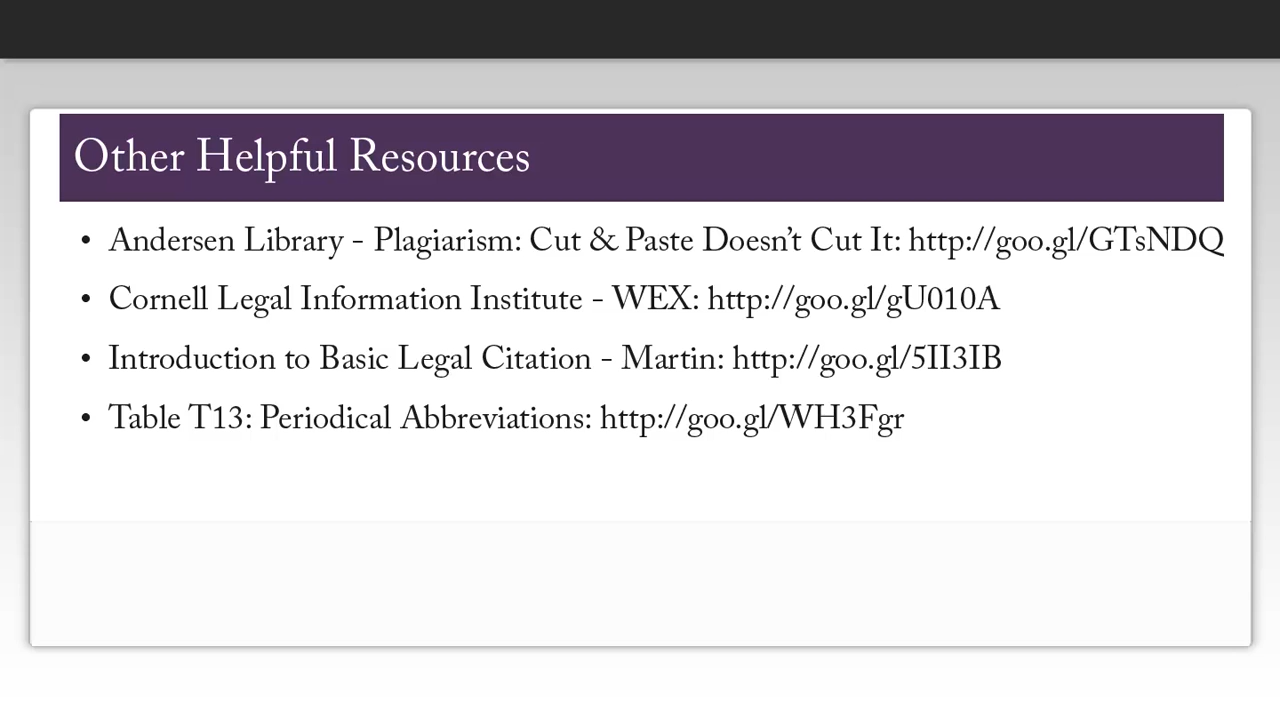 Other Helpful Resources
• Andersen Library - Plagiarism: Cut & Paste Doesn’t Cut It: http://goo.gl/GTsNDQ
• Cornell Legal Information Institute - WEX: http://goo.gl/gU010A
• Introduction to Basic Legal Citation - Martin: http://goo.gl/5II3IB
• Table T13: Periodical Abbreviations: http://goo.gl/WH3Fgr